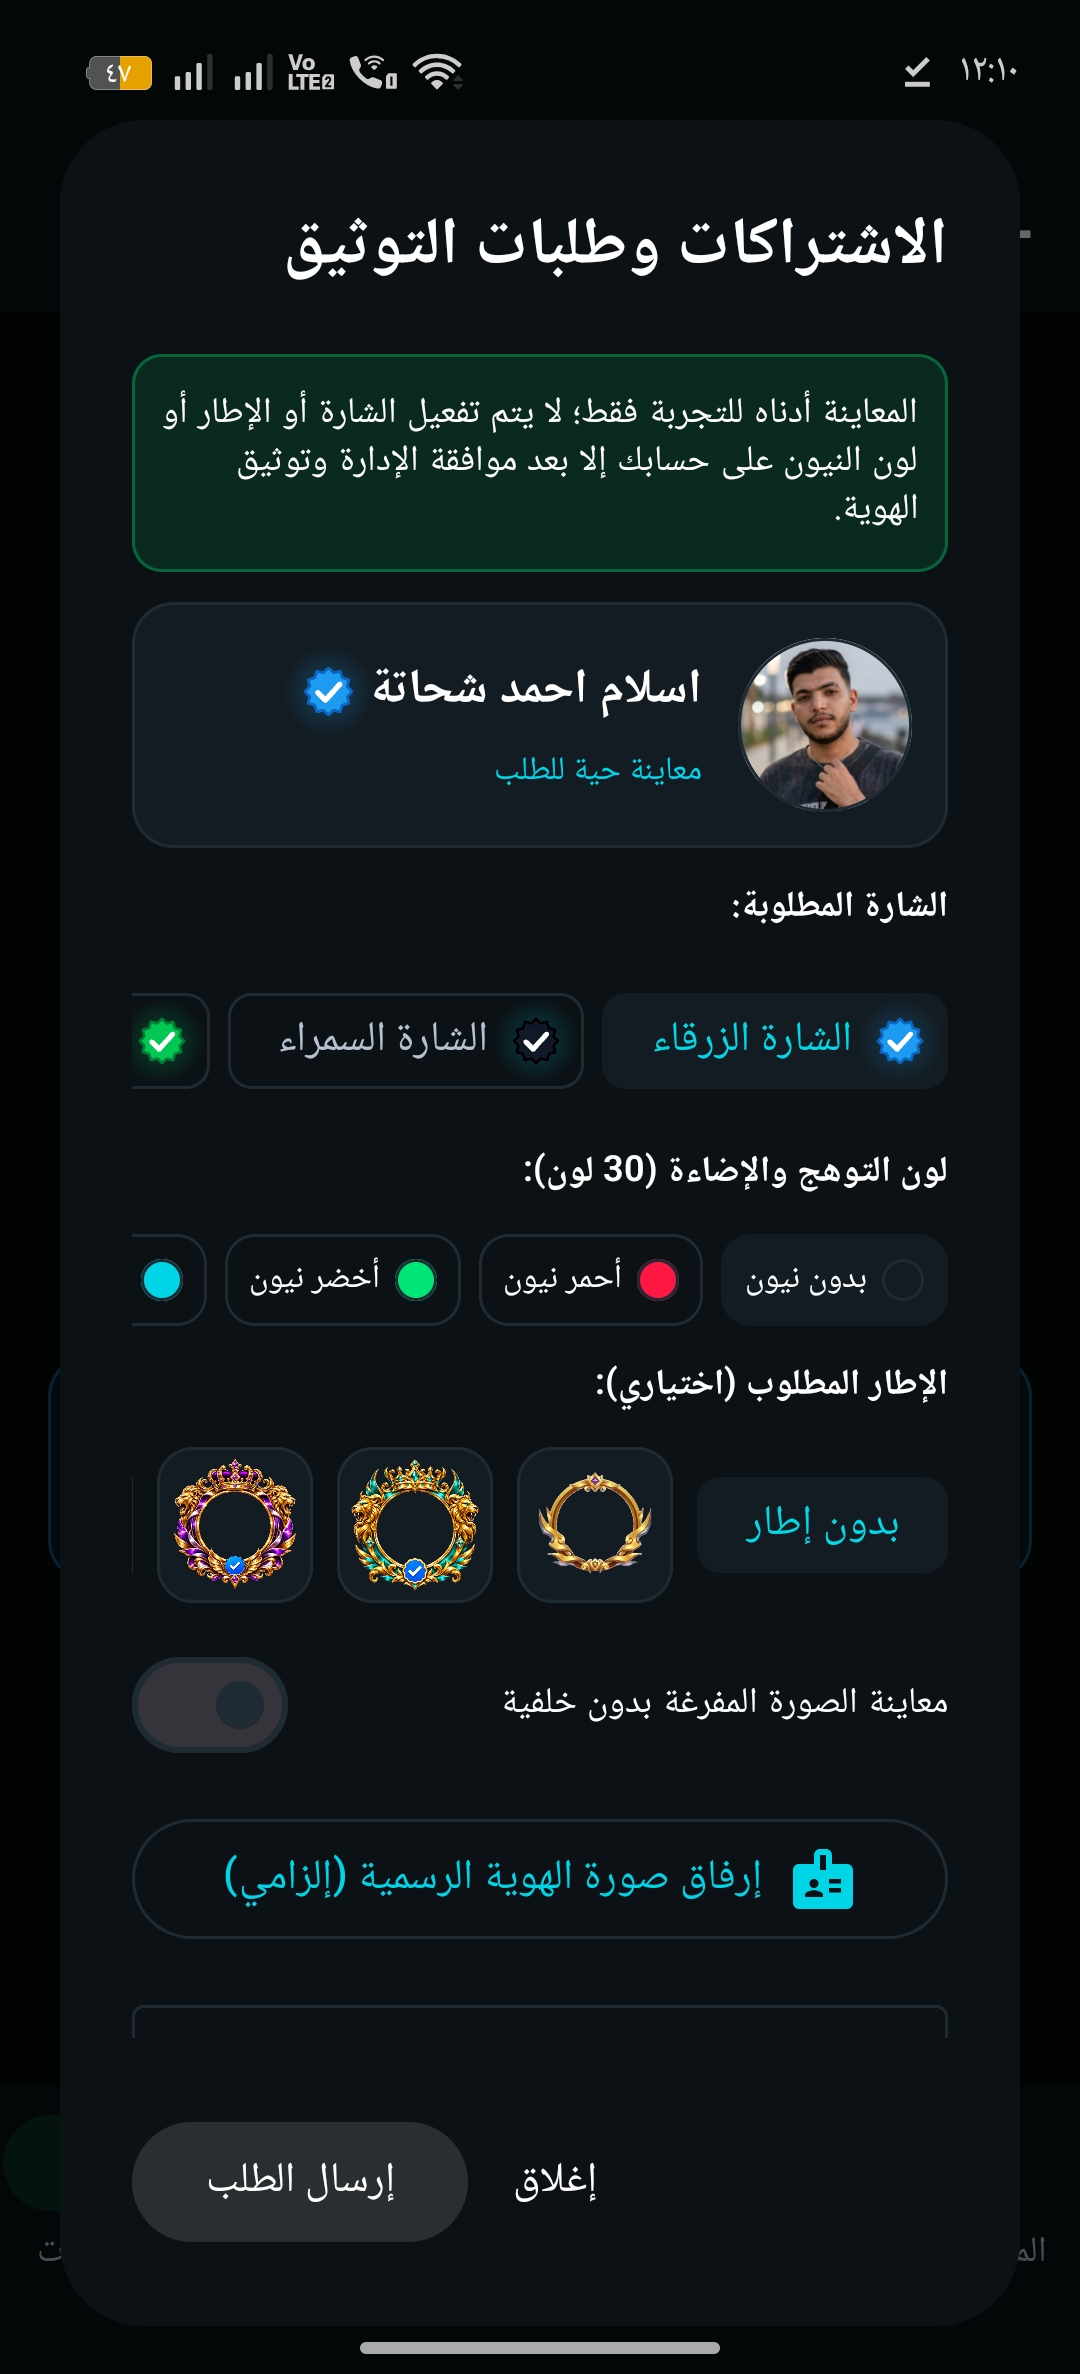 ١٢:١٠
٤٧
Vo
LTE2
الاشتراكات وطلبات التوثيق
المعاينة أدناه للتجربة فقط؛ لا يتم تفعيل الشارة أو الإطار أو
لون النيون على حسابك إلا بعد موافقة الإدارة وتوثيق
الهوية.
اسلام احمد شحاتة
معاينة حية للطلب
الشارة المطلوبة:
الشارة الزرقاء
الشارة السمراء
لون التوهج والإضاءة (30 لون):
بدون نيون
أحمر نيون
أخضر نيون
الإطار المطلوب (اختياري):
بدون إطار
معاينة الصورة المفرغة بدون خلفية
إرفاق صورة الهوية الرسمية (إلزامي)
إغلاق
إرسال الطلب